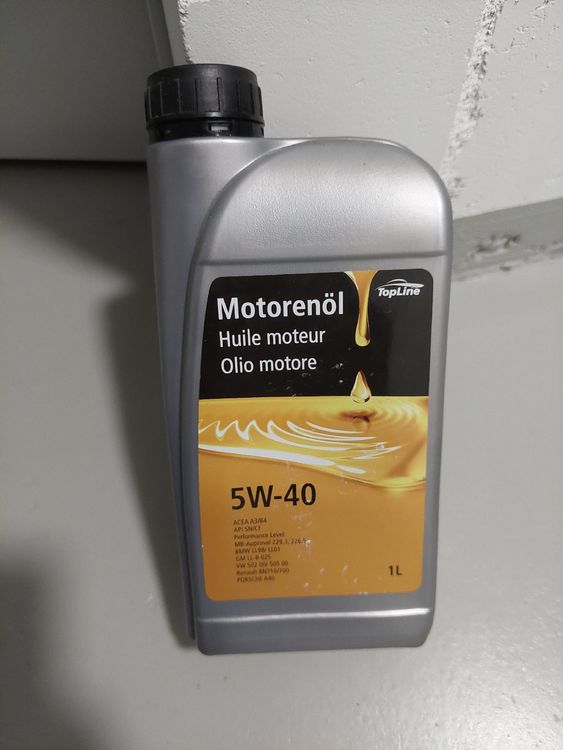 TopLine
Motorenöl
Huile moteur
Olio motore
5W-40
ACEA A3/B4
API SN/CF
Performance Level
MB-Approval 229.3, 226.5
BMW LL98/ LL01
GM LL-B-025
VW 502 00/ 505 00
Renault RN710/700
PORSCHE A40
1L